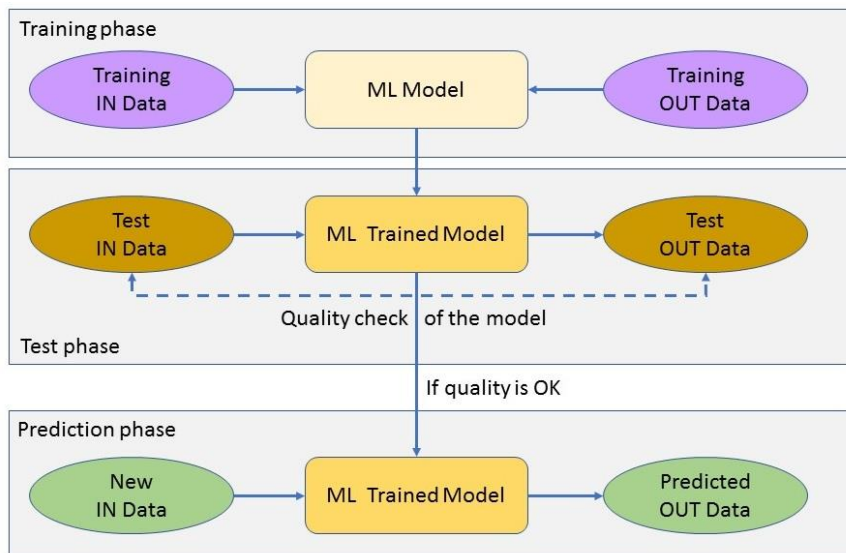 Training phase
Training
IN Data
ML Model
Training
OUT Data
Test
IN Data
ML Trained Model
Test
OUT Data
Quality check of the model
Test phase
If quality is OK
Prediction phase
New
IN Data
ML Trained Model
Predicted
OUT Data